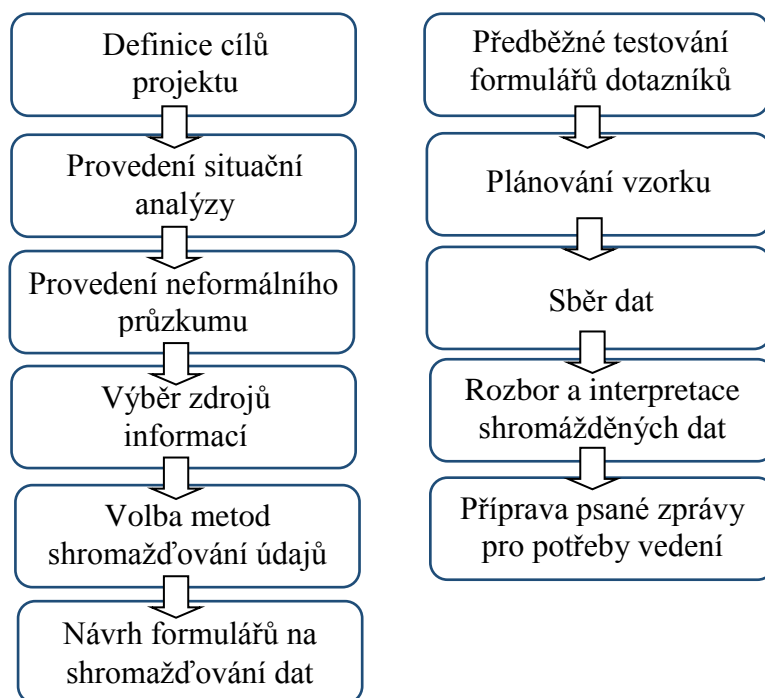 Definice cílů
projektu
Provedení situační
analýzy
Provedení neformálního
průzkumu
Výběr zdrojů
informací
Volba metod
shromažďování údajů
Návrh formulářů na
shromažďování dat
Předběžné testování
formulářů dotazníků
Plánování vzorku
Sběr dat
Rozbor a interpretace
shromážděných dat
Příprava psané zprávy
pro potřeby vedení